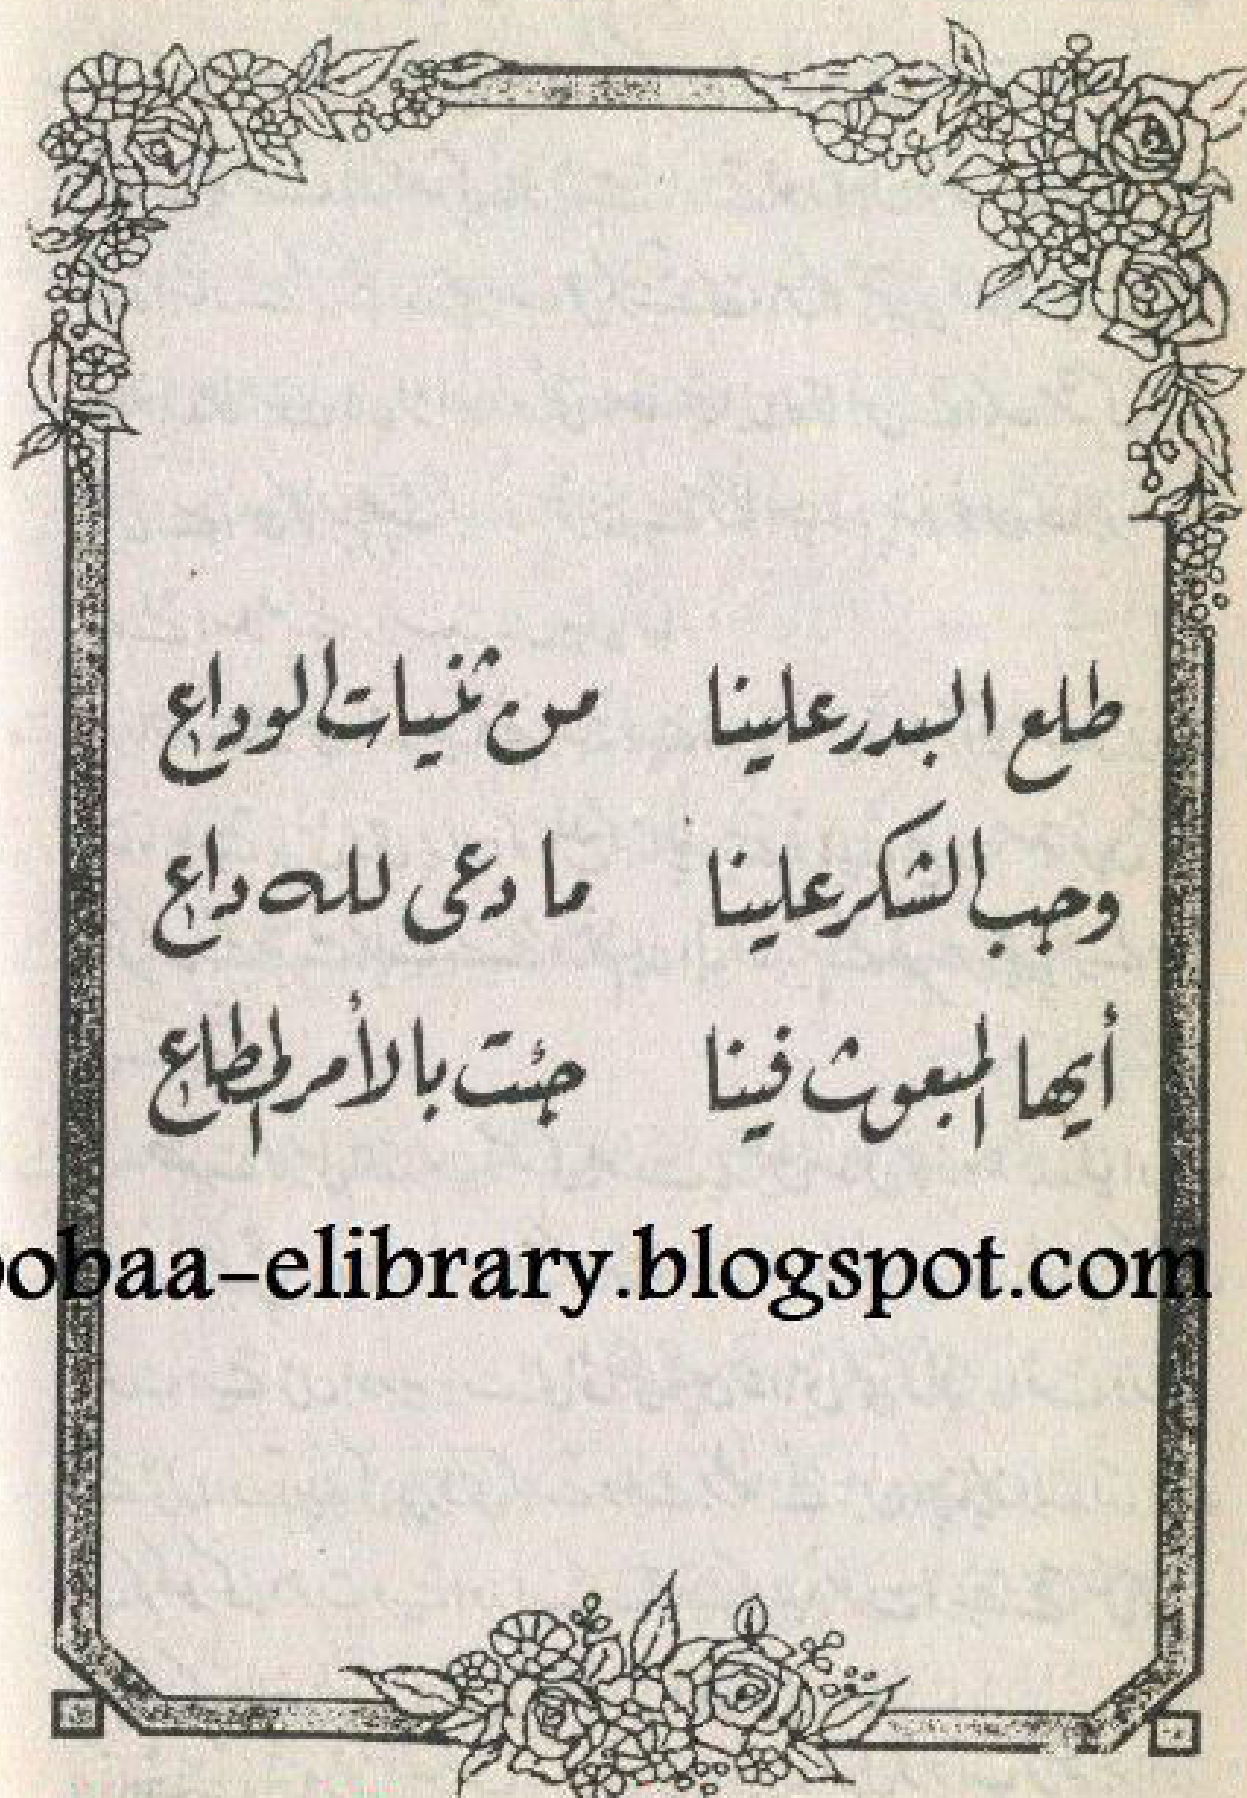 طلع البدر علينا من ثنيات الوداع
وجب الشكر علينا ما دعى لله داع
أيها المبعوث فينا جئت بالأمر المطاع
obaa-elibrary.blogspot.com